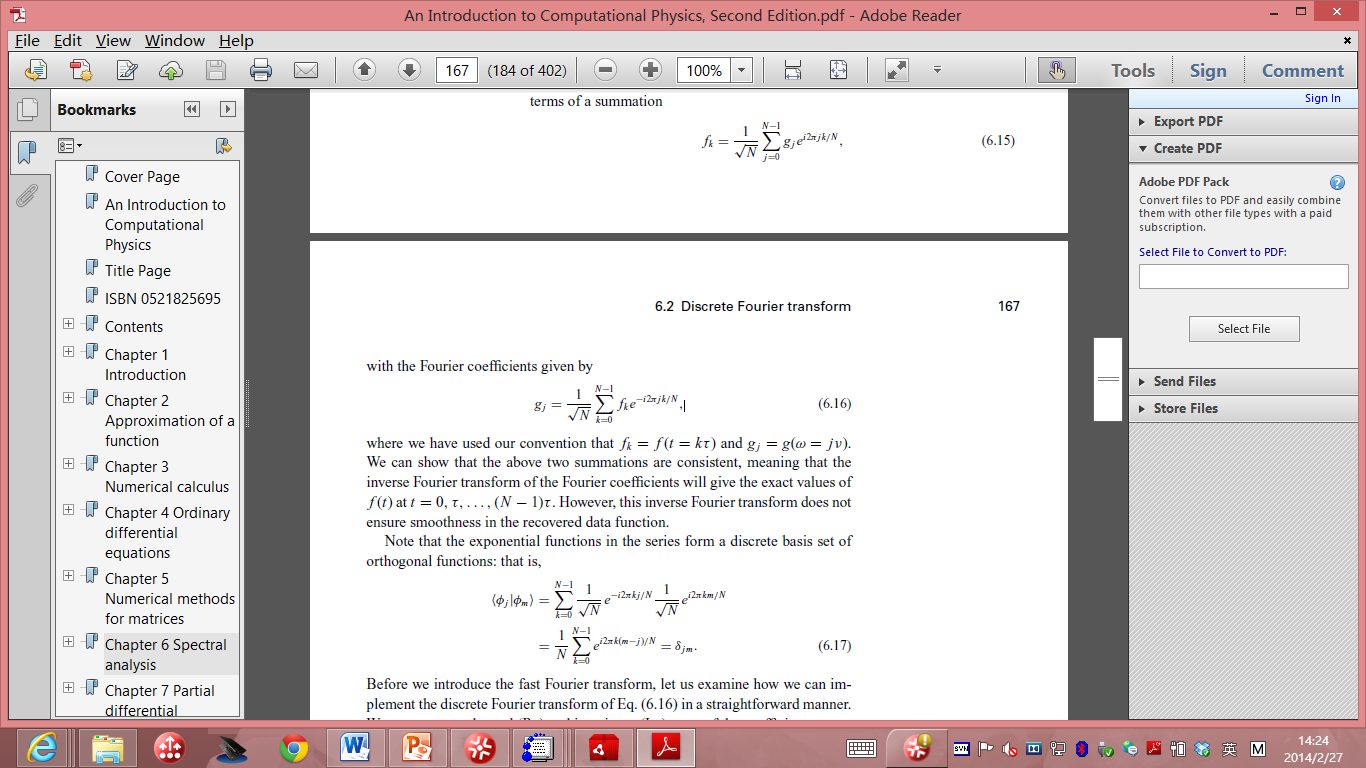 An Introduction to Computational Physics, Second Edition.pdf - Adobe Reader
File Edit View Window Help
167 (184 of 402) 100% Tools Sign Comment
Bookmarks
Cover Page
An Introduction to
Computational
Physics
Title Page
ISBN 0521825695
Contents
Chapter 1
Introduction
Chapter 2
Approximation of a
function
Chapter 3
Numerical calculus
Chapter 4 Ordinary
differential
equations
Chapter 5
Numerical methods
for matrices
Chapter 6 Spectral
analysis
Chapter 7 Partial
differential
terms of a summation
f_k = 1/√N ∑_{j=0}^{N−1} g_j e^{i2πjk/N}, (6.15)
6.2 Discrete Fourier transform 167
with the Fourier coefficients given by
g_j = 1/√N ∑_{k=0}^{N−1} f_k e^{−i2πjk/N}, (6.16)
where we have used our convention that f_k = f(t = kτ) and g_j = g(ω = jν).
We can show that the above two summations are consistent, meaning that the
inverse Fourier transform of the Fourier coefficients will give the exact values of
f(t) at t = 0, τ, . . . , (N − 1)τ. However, this inverse Fourier transform does not
ensure smoothness in the recovered data function.
Note that the exponential functions in the series form a discrete basis set of
orthogonal functions: that is,
⟨φ_j|φ_m⟩ = ∑_{k=0}^{N−1} 1/√N e^{−i2πkj/N} 1/√N e^{i2πkm/N}
= 1/N ∑_{k=0}^{N−1} e^{i2πk(m−j)/N} = δ_{jm}. (6.17)
Before we introduce the fast Fourier transform, let us examine how we can im-
plement the discrete Fourier transform of Eq. (6.16) in a straightforward manner.
Sign In
Export PDF
Create PDF
Adobe PDF Pack
Convert files to PDF and easily combine
them with other file types with a paid
subscription.
Select File to Convert to PDF:
Select File
Send Files
Store Files
SVN
英
M
14:24
2014/2/27